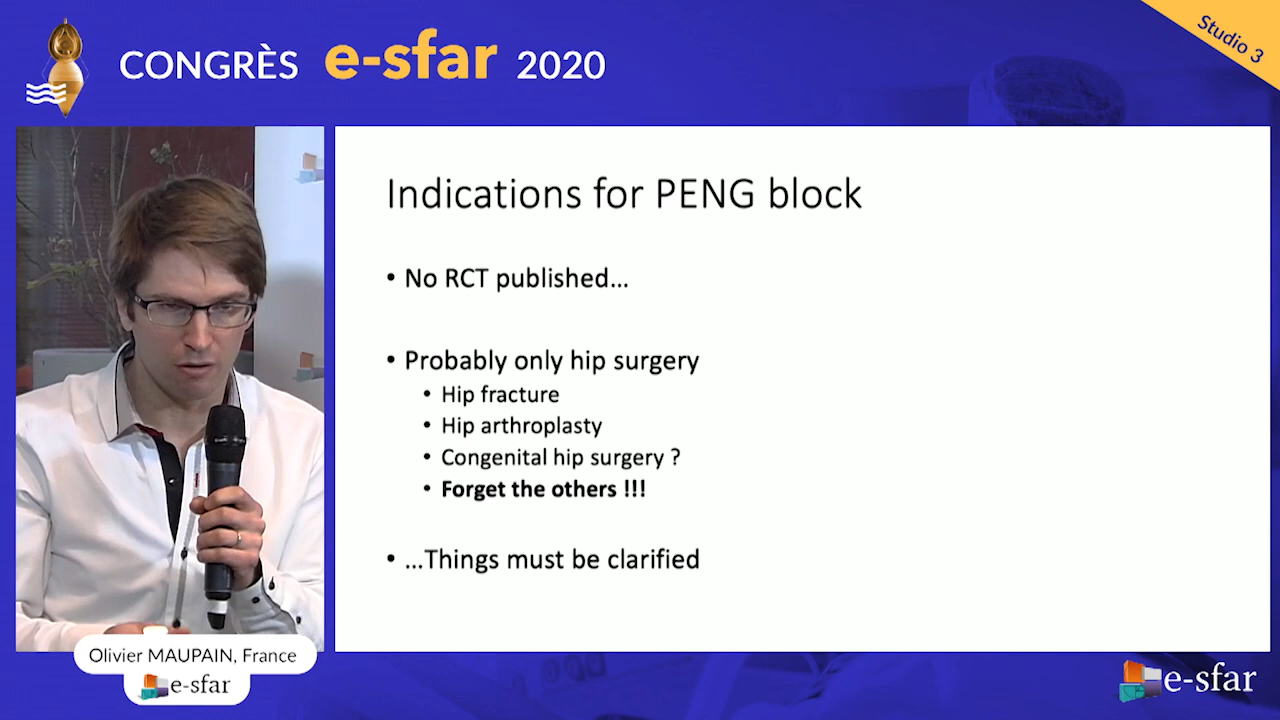 CONGRÈS e-sfar 2020
Studio 3
Indications for PENG block
• No RCT published...
• Probably only hip surgery
• Hip fracture
• Hip arthroplasty
• Congenital hip surgery ?
• Forget the others !!!
• ...Things must be clarified
Olivier MAUPAIN, France
e-sfar
e-sfar